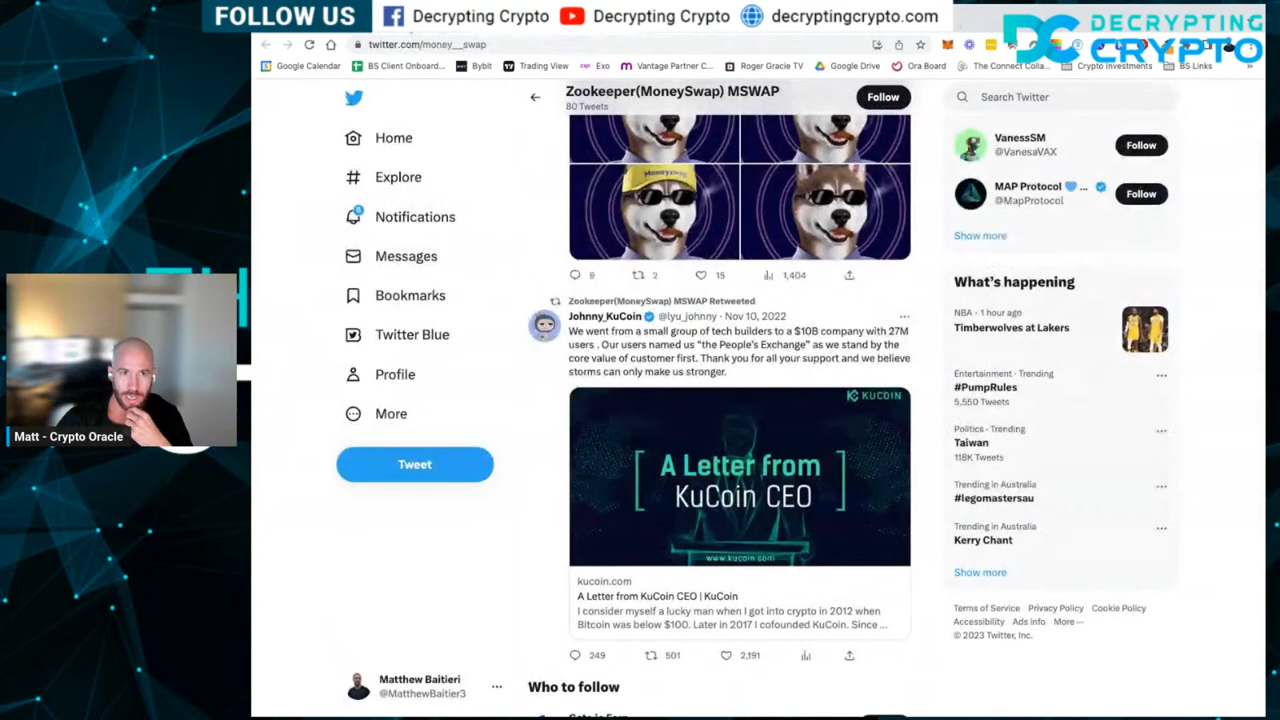 FOLLOW US
Decrypting Crypto
Decrypting Crypto
decryptingcrypto.com
DECRYPTING
CRYPTO
twitter.com/money__swap
Google Calendar
BS Client Onboard...
Bybit
Trading View
Exo
Vantage Partner C...
Roger Gracie TV
Google Drive
Ora Board
The Connect Colla...
Crypto Investments
BS Links
Home
Explore
Notifications
Messages
Bookmarks
Twitter Blue
Profile
More
Tweet
Matthew Baitieri
@MatthewBaitieri3
Matt - Crypto Oracle
Zookeeper(MoneySwap) MSWAP
80 Tweets
Follow
MoneySwap
9
2
15
1,404
Zookeeper(MoneySwap) MSWAP Retweeted
Johnny_KuCoin @lyu_johnny · Nov 10, 2022
We went from a small group of tech builders to a $10B company with 27M
users . Our users named us “the People's Exchange” as we stand by the
core value of customer first. Thank you for all your support and we believe
storms can only make us stronger.
KUCOIN
A Letter from
KuCoin CEO
www.kucoin.com
kucoin.com
A Letter from KuCoin CEO | KuCoin
I consider myself a lucky man when I got into crypto in 2012 when
Bitcoin was below $100. Later in 2017 I cofounded KuCoin. Since ...
249
501
2,191
Who to follow
Search Twitter
VanessSM
@VanesaVAX
Follow
MAP Protocol 💙 ...
@MapProtocol
Follow
Show more
What's happening
NBA · 1 hour ago
Timberwolves at Lakers
Entertainment · Trending
#PumpRules
5,550 Tweets
Politics · Trending
Taiwan
118K Tweets
Trending in Australia
#legomastersau
Trending in Australia
Kerry Chant
Show more
Terms of Service Privacy Policy Cookie Policy
Accessibility Ads info More ···
© 2023 Twitter, Inc.